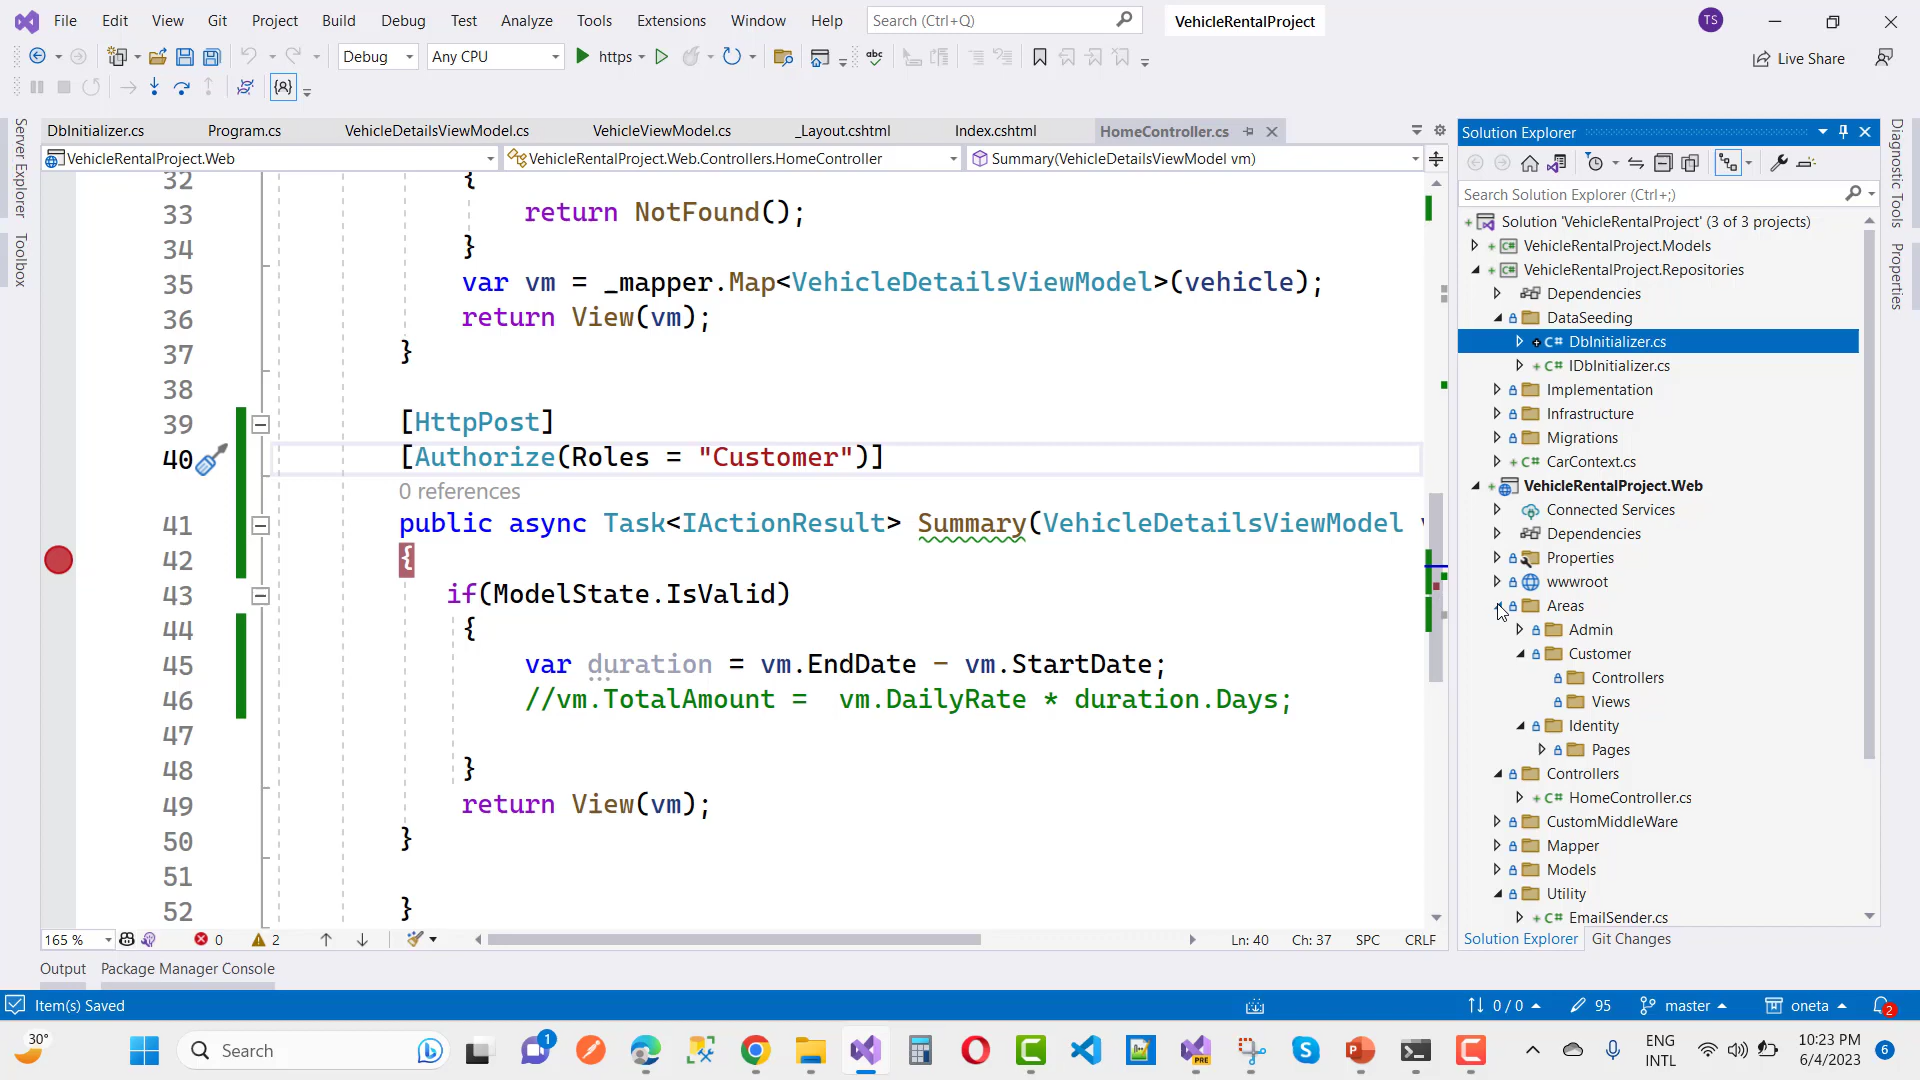 File Edit View Git Project Build Debug Test Analyze Tools Extensions Window Help Search (Ctrl+Q) VehicleRentalProject TS
Debug Any CPU https Live Share
DbInitializer.cs Program.cs VehicleDetailsViewModel.cs VehicleViewModel.cs _Layout.cshtml Index.cshtml HomeController.cs
VehicleRentalProject.Web VehicleRentalProject.Web.Controllers.HomeController Summary(VehicleDetailsViewModel vm)
Server Explorer
Toolbox
32 {
33 return NotFound();
34 }
35 var vm = _mapper.Map<VehicleDetailsViewModel>(vehicle);
36 return View(vm);
37 }
38
39 [HttpPost]
40 [Authorize(Roles = "Customer")]
0 references
41 public async Task<IActionResult> Summary(VehicleDetailsViewModel
42 {
43 if(ModelState.IsValid)
44 {
45 var duration = vm.EndDate - vm.StartDate;
46 //vm.TotalAmount = vm.DailyRate * duration.Days;
47
48 }
49 return View(vm);
50 }
51
52 }
165 % 0 2 Ln: 40 Ch: 37 SPC CRLF
Output Package Manager Console
Solution Explorer
Search Solution Explorer (Ctrl+;)
Solution 'VehicleRentalProject' (3 of 3 projects)
VehicleRentalProject.Models
VehicleRentalProject.Repositories
Dependencies
DataSeeding
C# DbInitializer.cs
C# IDbInitializer.cs
Implementation
Infrastructure
Migrations
C# CarContext.cs
VehicleRentalProject.Web
Connected Services
Dependencies
Properties
wwwroot
Areas
Admin
Customer
Controllers
Views
Identity
Pages
Controllers
C# HomeController.cs
CustomMiddleWare
Mapper
Models
Utility
C# EmailSender.cs
Solution Explorer Git Changes
Diagnostic Tools
Properties
Item(s) Saved 0 / 0 95 master oneta 2
30° Search 1 PRE ENG INTL 10:23 PM 6/4/2023 6